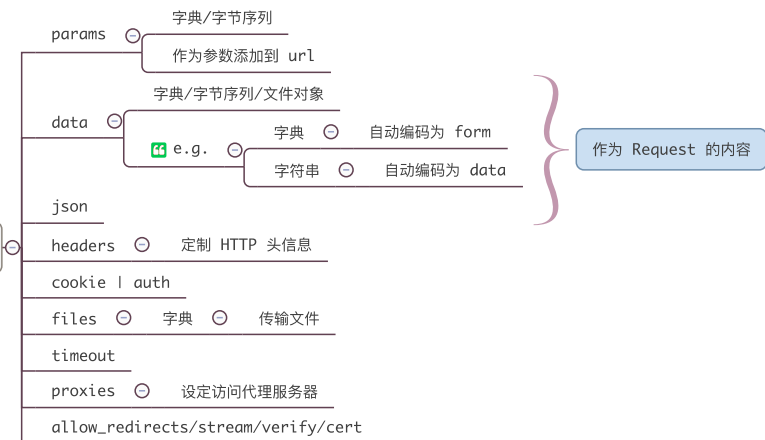 params
字典/字节序列
作为参数添加到 url
data
字典/字节序列/文件对象
e.g.
字典
自动编码为 form
字符串
自动编码为 data
作为 Request 的内容
json
headers
定制 HTTP 头信息
cookie | auth
files
字典
传输文件
timeout
proxies
设定访问代理服务器
allow_redirects/stream/verify/cert